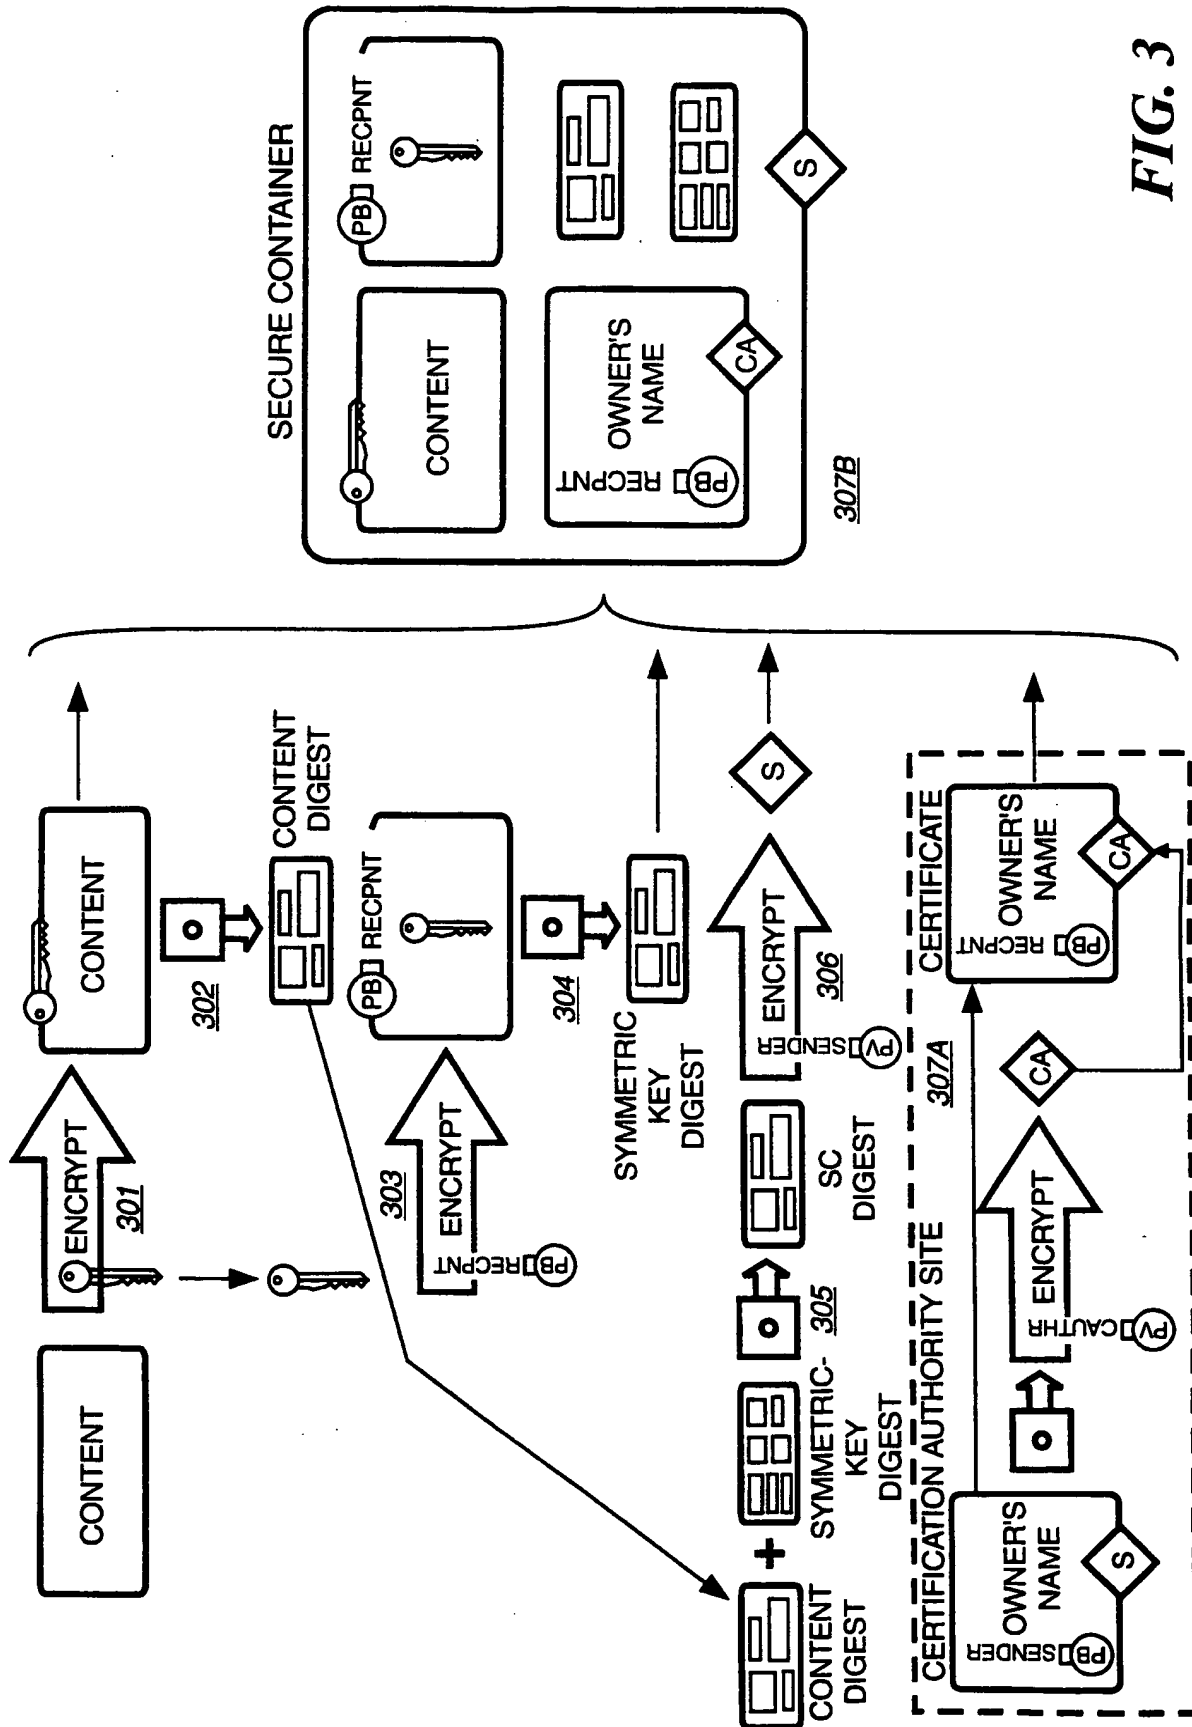 CONTENT
ENCRYPT
301
CONTENT
302
CONTENT
DIGEST
303
ENCRYPT
PB
RECPNT
PB
RECPNT
304
SYMMETRIC
KEY
DIGEST
CONTENT
DIGEST
+
SYMMETRIC-
KEY
DIGEST
305
SC
DIGEST
ENCRYPT
306
PV
SENDER
S
CERTIFICATION AUTHORITY SITE
307A
OWNER'S
NAME
PB
SENDER
S
ENCRYPT
PV
CAUTHR
CA
CERTIFICATE
OWNER'S
NAME
PB
RECPNT
CA
SECURE CONTAINER
CONTENT
PB
RECPNT
OWNER'S
NAME
PB
RECPNT
CA
S
307B
FIG. 3